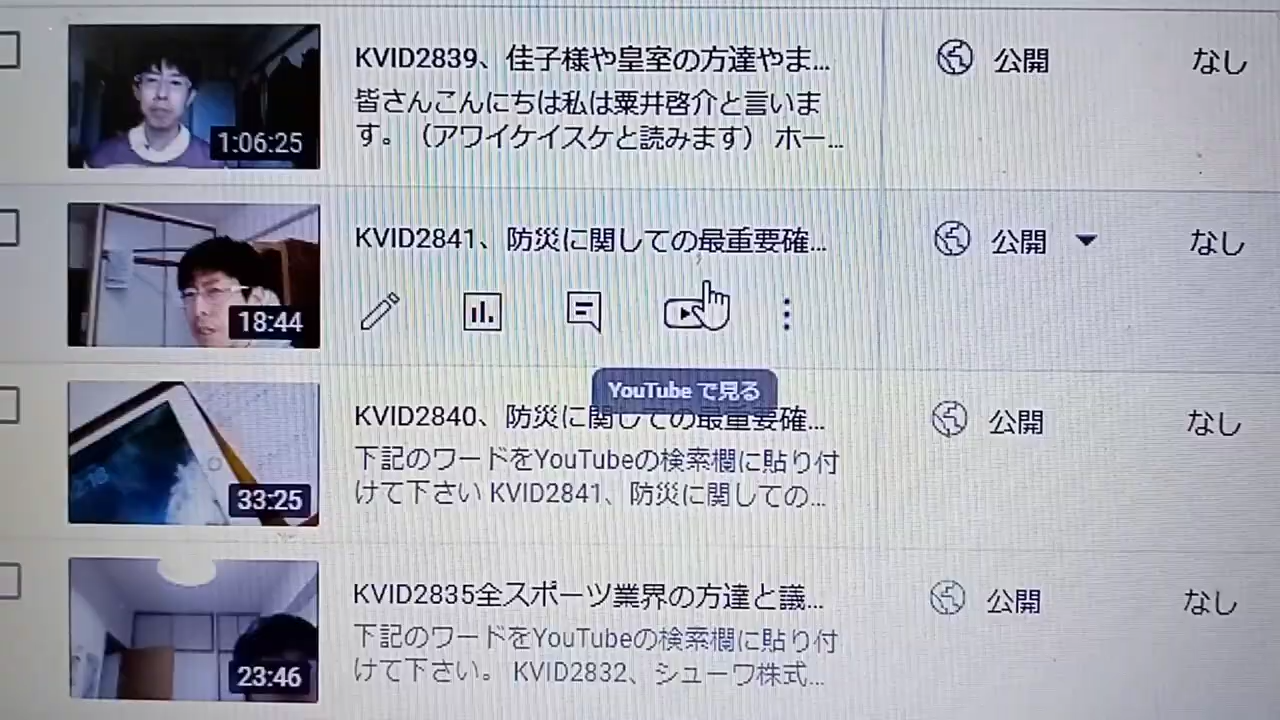 KVID2839、佳子様や皇室の方達やま...
皆さんこんにちは私は粟井啓介と言いま
す。（アワイケイスケと読みます） ホー...
1:06:25
公開
なし
KVID2841、防災に関しての最重要確...
18:44
公開
なし
YouTube で見る
KVID2840、防災に関しての最重要確...
下記のワードをYouTubeの検索欄に貼り付
けて下さい KVID2841、防災に関しての...
33:25
公開
なし
KVID2835全スポーツ業界の方達と議...
下記のワードをYouTubeの検索欄に貼り付
けて下さい。 KVID2832、シューワ株式...
23:46
公開
なし